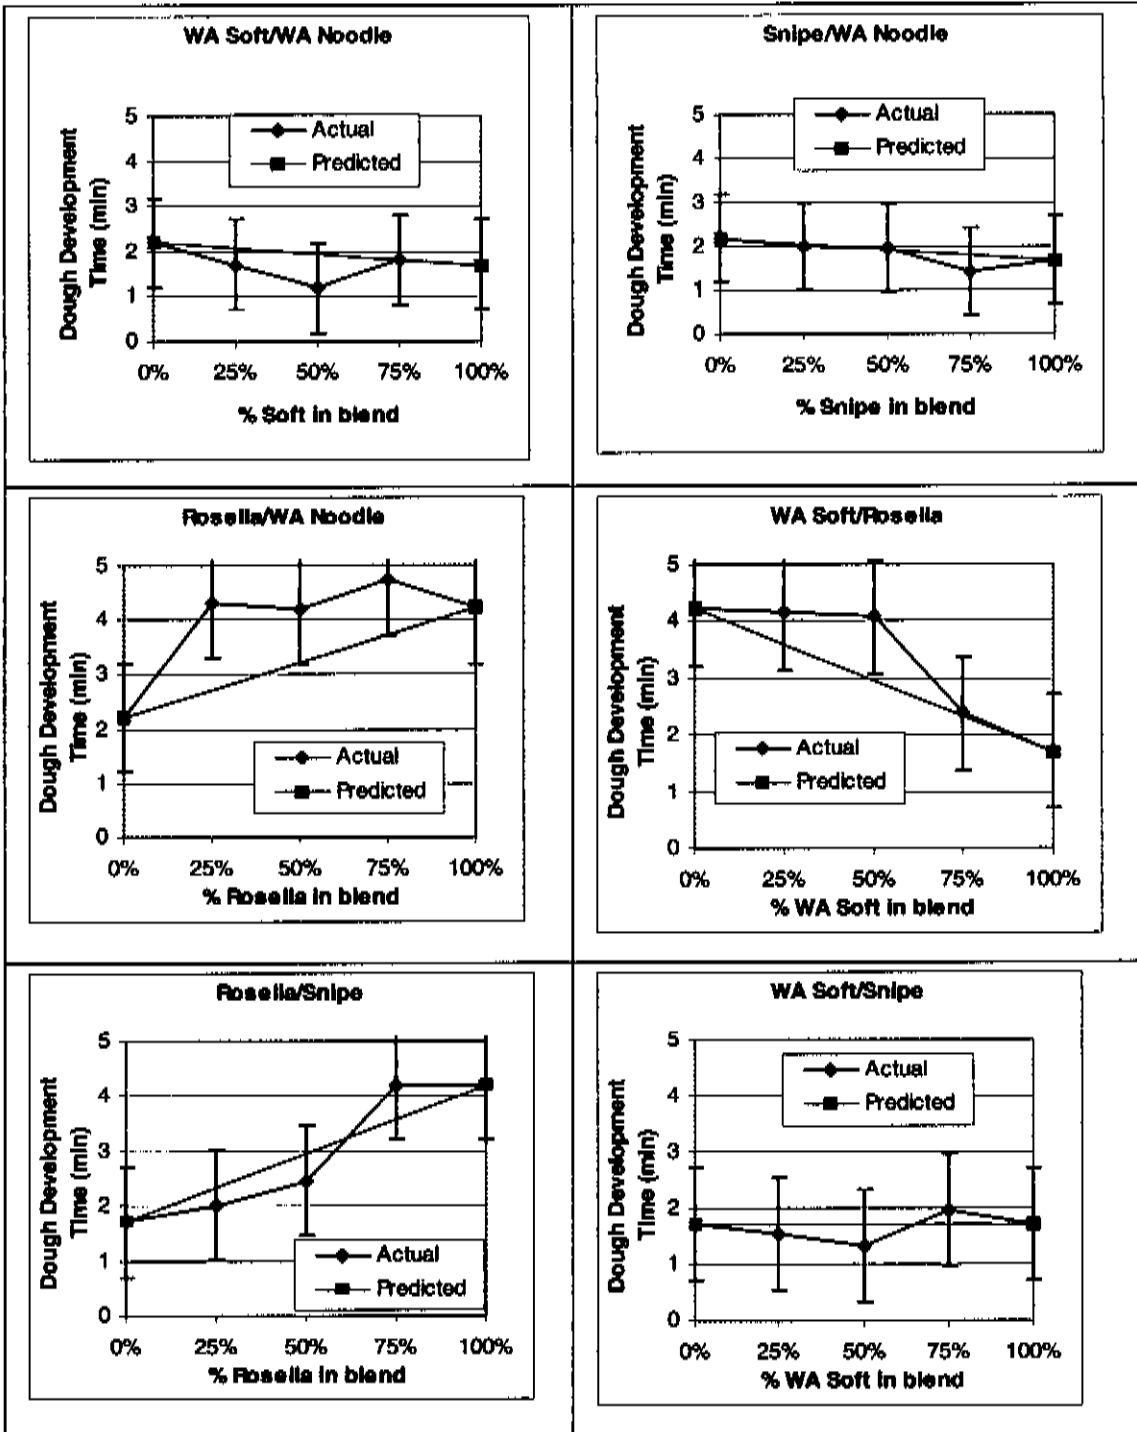 WA Soft/WA Noodle
Actual
Predicted
Dough Development
Time (min)
5
4
3
2
1
0
0% 25% 50% 75% 100%
% Soft in blend
Snipe/WA Noodle
Actual
Predicted
Dough Development
Time (min)
5
4
3
2
1
0
0% 25% 50% 75% 100%
% Snipe in blend
Rosella/WA Noodle
Dough Development
Time (min)
5
4
3
2
1
0
Actual
Predicted
0% 25% 50% 75% 100%
% Rosella in blend
WA Soft/Rosella
Dough Development
Time (min)
5
4
3
2
1
0
Actual
Predicted
0% 25% 50% 75% 100%
% WA Soft in blend
Rosella/Snipe
Dough Development
Time (min)
5
4
3
2
1
0
Actual
Predicted
0% 25% 50% 75% 100%
% Rosella in blend
WA Soft/Snipe
Dough Development
Time (min)
5
4
3
2
1
0
Actual
Predicted
0% 25% 50% 75% 100%
% WA Soft in blend